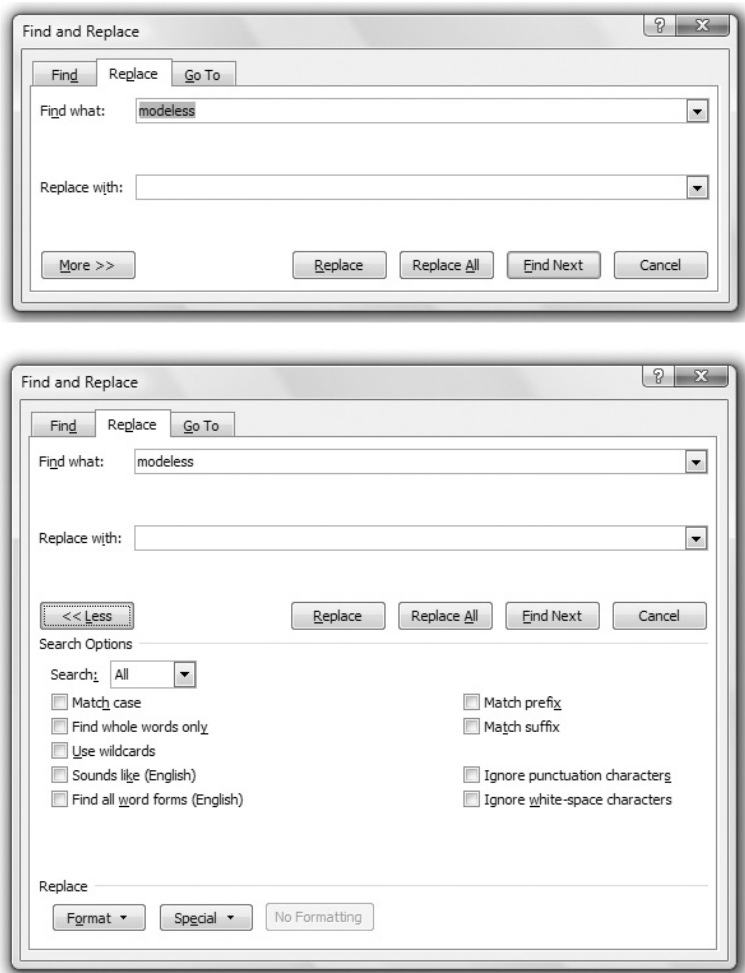 Find and Replace
Find Replace Go To
Find what: modeless
Replace with:
More >> Replace Replace All Find Next Cancel
Find and Replace
Find Replace Go To
Find what: modeless
Replace with:
<< Less Replace Replace All Find Next Cancel
Search Options
Search: All
Match case Match prefix
Find whole words only Match suffix
Use wildcards
Sounds like (English) Ignore punctuation characters
Find all word forms (English) Ignore white-space characters
Replace
Format Special No Formatting